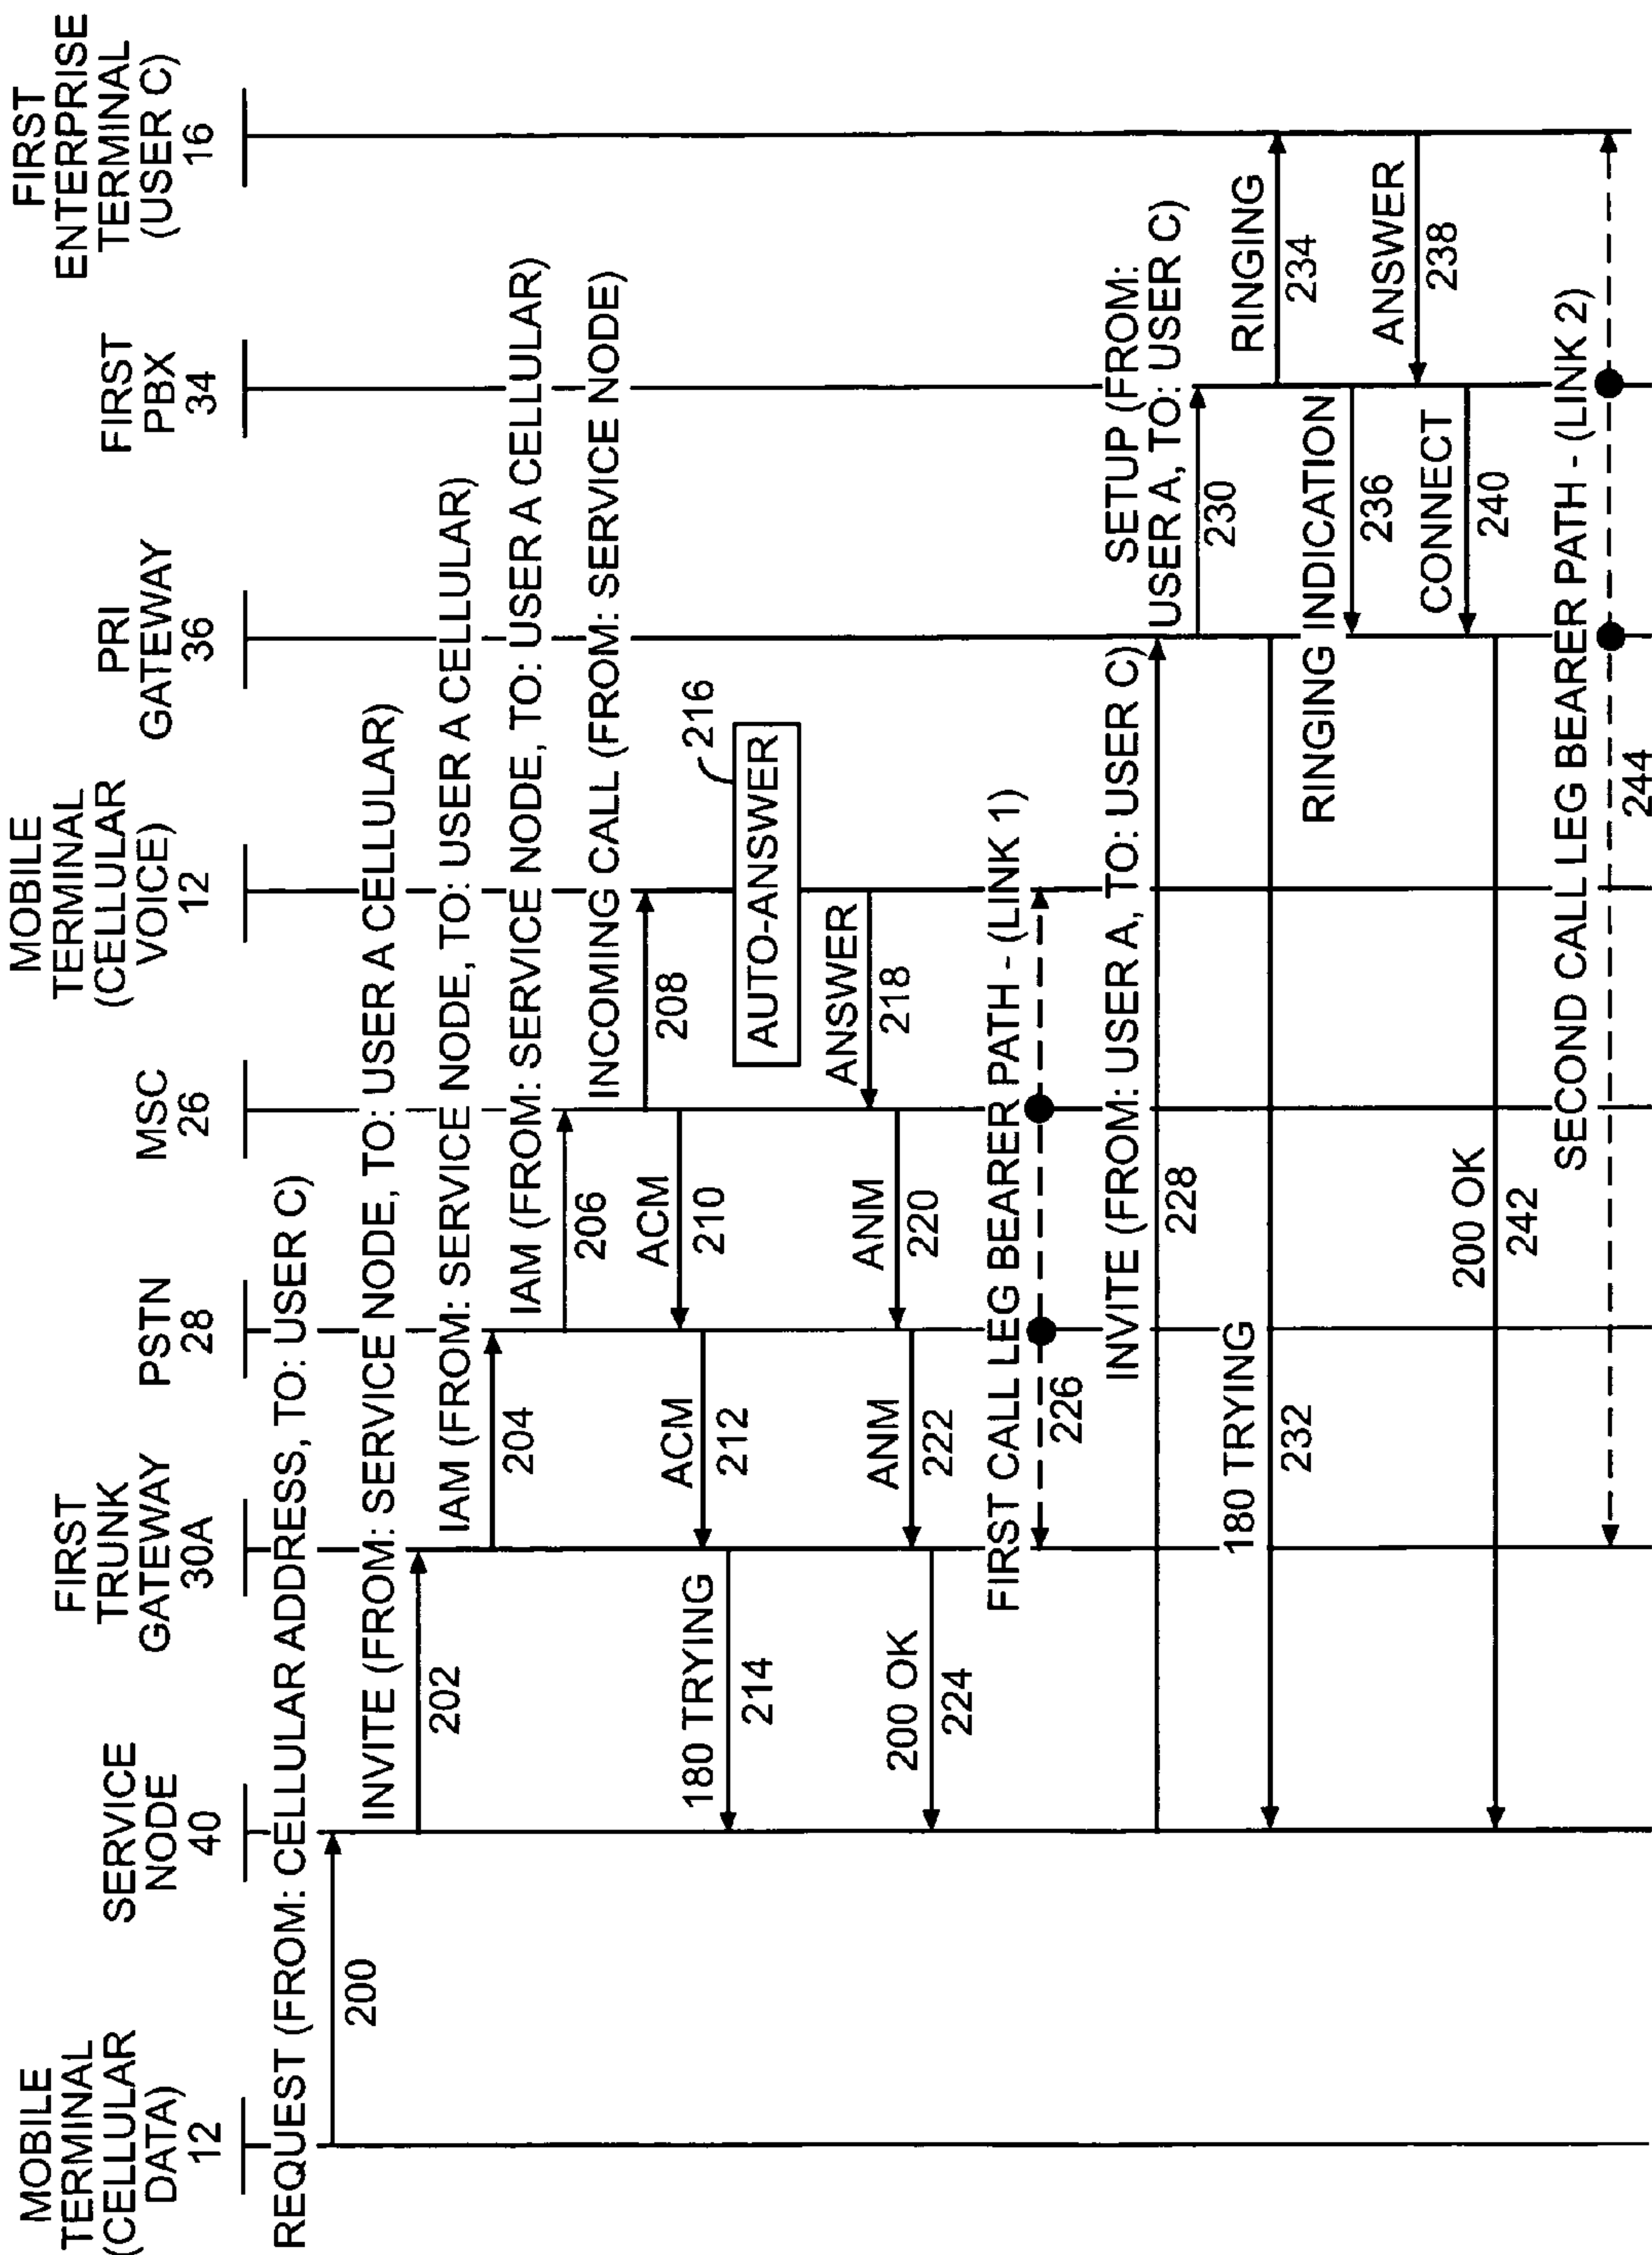 MOBILE
TERMINAL
(CELLULAR
DATA)
12
SERVICE
NODE
40
FIRST
TRUNK
GATEWAY
30A
PSTN
28
MSC
26
MOBILE
TERMINAL
(CELLULAR
VOICE)
12
PRI
GATEWAY
36
FIRST
PBX
34
FIRST
ENTERPRISE
TERMINAL
(USER C)
16
REQUEST (FROM: CELLULAR ADDRESS, TO: USER C)
200
INVITE (FROM: SERVICE NODE, TO: USER A CELLULAR)
202
IAM (FROM: SERVICE NODE, TO: USER A CELLULAR)
204
IAM (FROM: SERVICE NODE, TO: USER A CELLULAR)
206
INCOMING CALL (FROM: SERVICE NODE)
208
ACM
210
ACM
212
180 TRYING
214
AUTO-ANSWER
216
ANSWER
218
ANM
220
ANM
222
200 OK
224
FIRST CALL LEG BEARER PATH - (LINK 1)
226
INVITE (FROM: USER A, TO: USER C)
228
SETUP (FROM:
USER A, TO: USER C)
230
180 TRYING
232
RINGING
234
RINGING INDICATION
236
ANSWER
238
CONNECT
240
200 OK
242
SECOND CALL LEG BEARER PATH - (LINK 2)
244